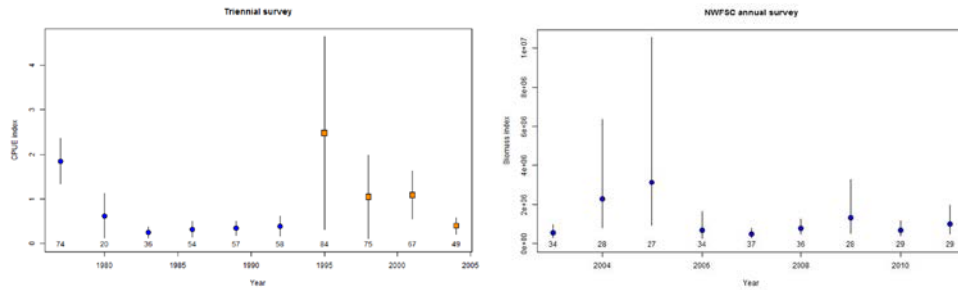 Triennial survey
CPUE index
4
3
2
1
0
74 20 36 54 57 58 84 75 67 49
1980 1985 1990 1995 2000 2005
Year
NWFSC annual survey
Biomass index
1e+07
8e+06
6e+06
4e+06
2e+06
0e+00
34 28 27 34 37 36 28 29 29
2004 2006 2008 2010
Year